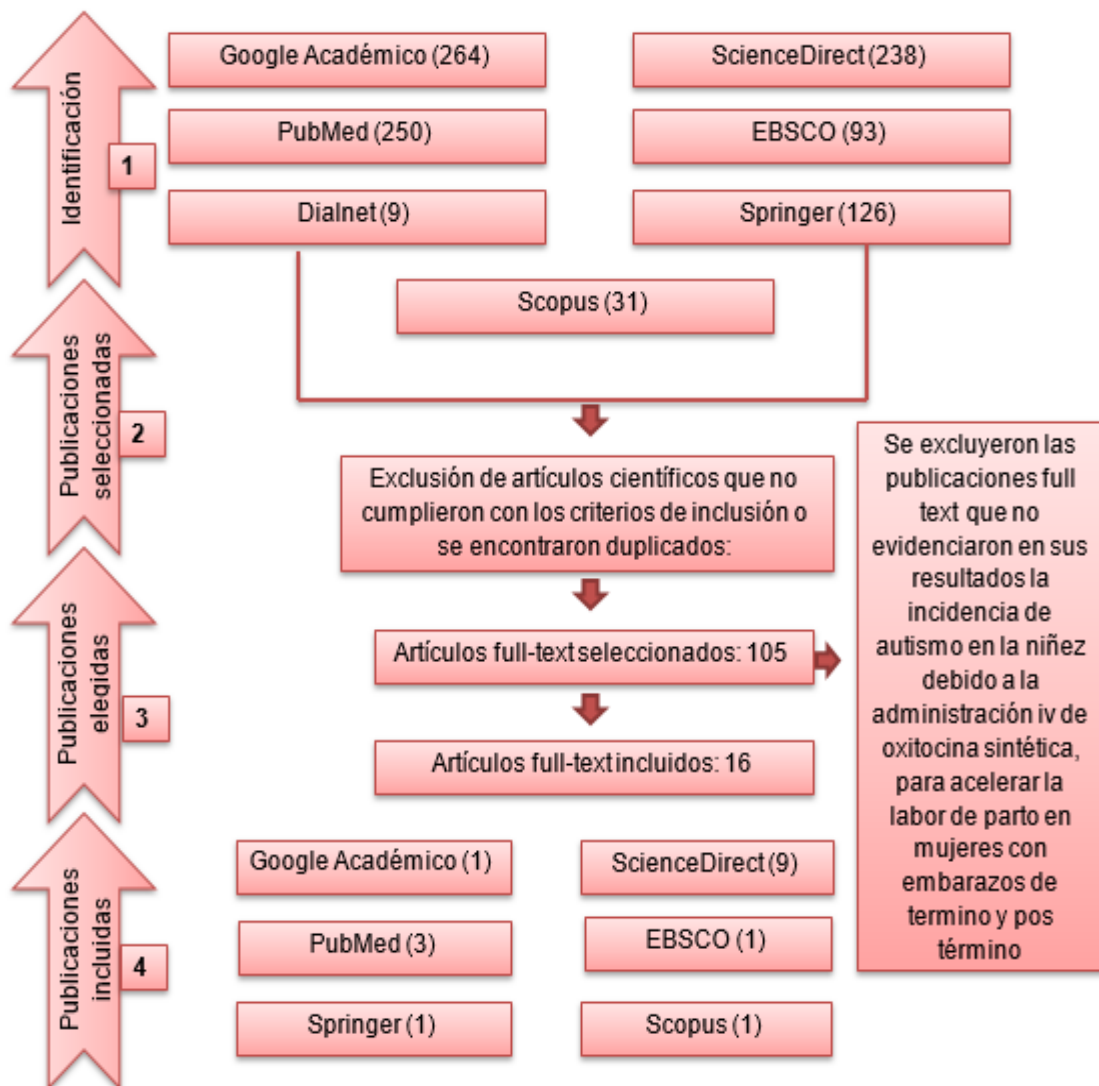 Identificación
1
Google Académico (264)
ScienceDirect (238)
PubMed (250)
EBSCO (93)
Dialnet (9)
Springer (126)
Scopus (31)
Publicaciones
seleccionadas
2
Exclusión de artículos científicos que no
cumplieron con los criterios de inclusión o
se encontraron duplicados:
Publicaciones
elegidas
3
Artículos full-text seleccionados: 105
Artículos full-text incluidos: 16
Se excluyeron las
publicaciones full
text que no
evidenciaron en sus
resultados la
incidencia de
autismo en la niñez
debido a la
administración iv de
oxitocina sintética,
para acelerar la
labor de parto en
mujeres con
embarazos de
termino y pos
término
Publicaciones
incluidas
4
Google Académico (1)
ScienceDirect (9)
PubMed (3)
EBSCO (1)
Springer (1)
Scopus (1)